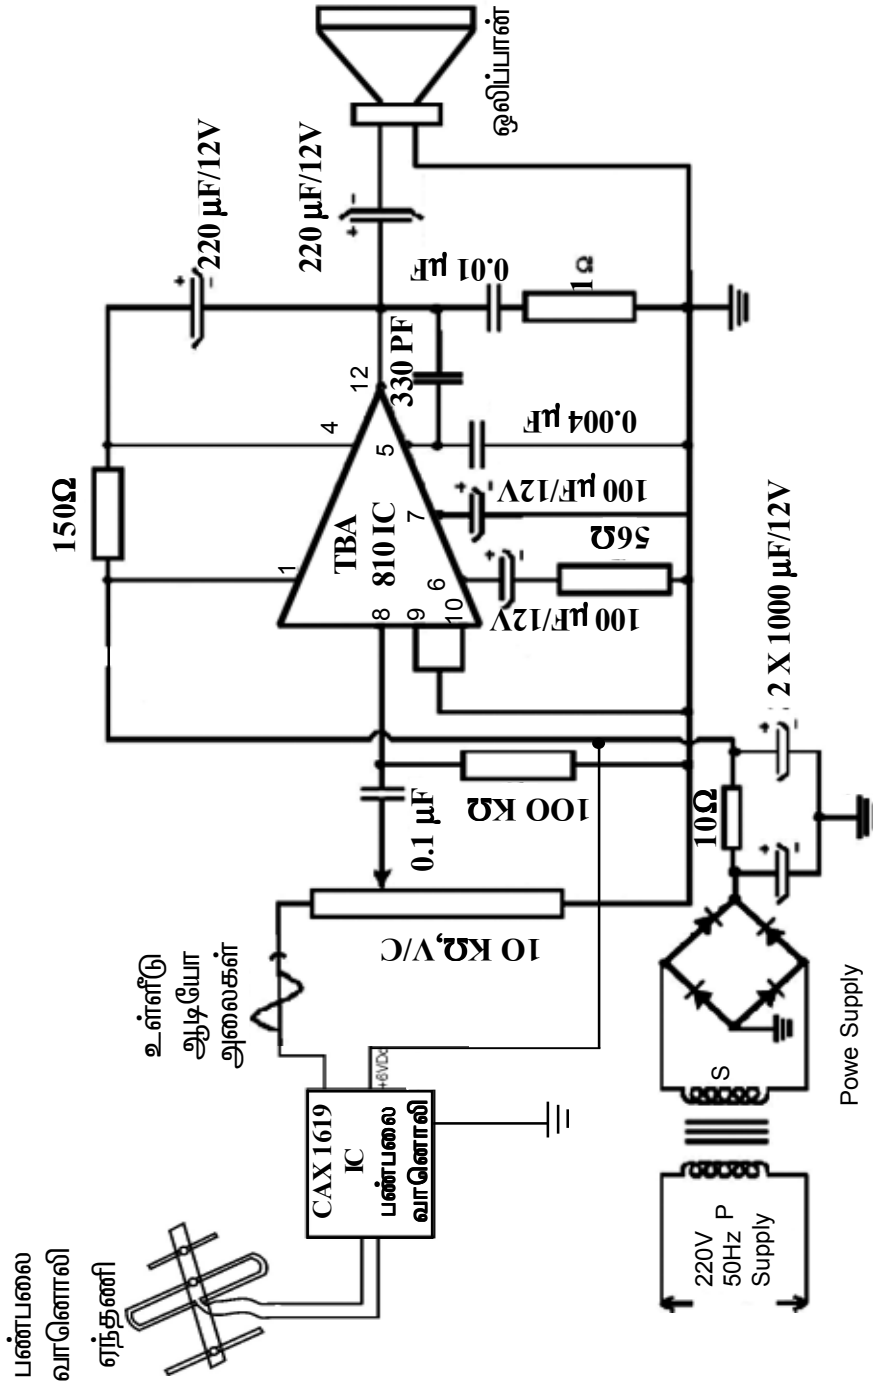 பண்பலை
வானொலி
ஏந்தணி
CAX 1619
IC
பண்பலை
வானொலி
+6VDc
உள்ளீடு
ஆடியோ
அலைகள்
10 KΩ,V/C
0.1 μF
100 KΩ
150Ω
TBA
810 IC
1
4
12
5
7
6
8
9
10
220 μF/12V
+
-
220 μF/12V
+
-
ஒலிப்பான்
330 PF
0.01 μF
1 Ω
0.004 μF
100 μF/12V
+
-
56Ω
100 μF/12V
+
-
10Ω
2 X 1000 μF/12V
+
-
+
-
220V
50Hz P
Supply
S
Powe Supply